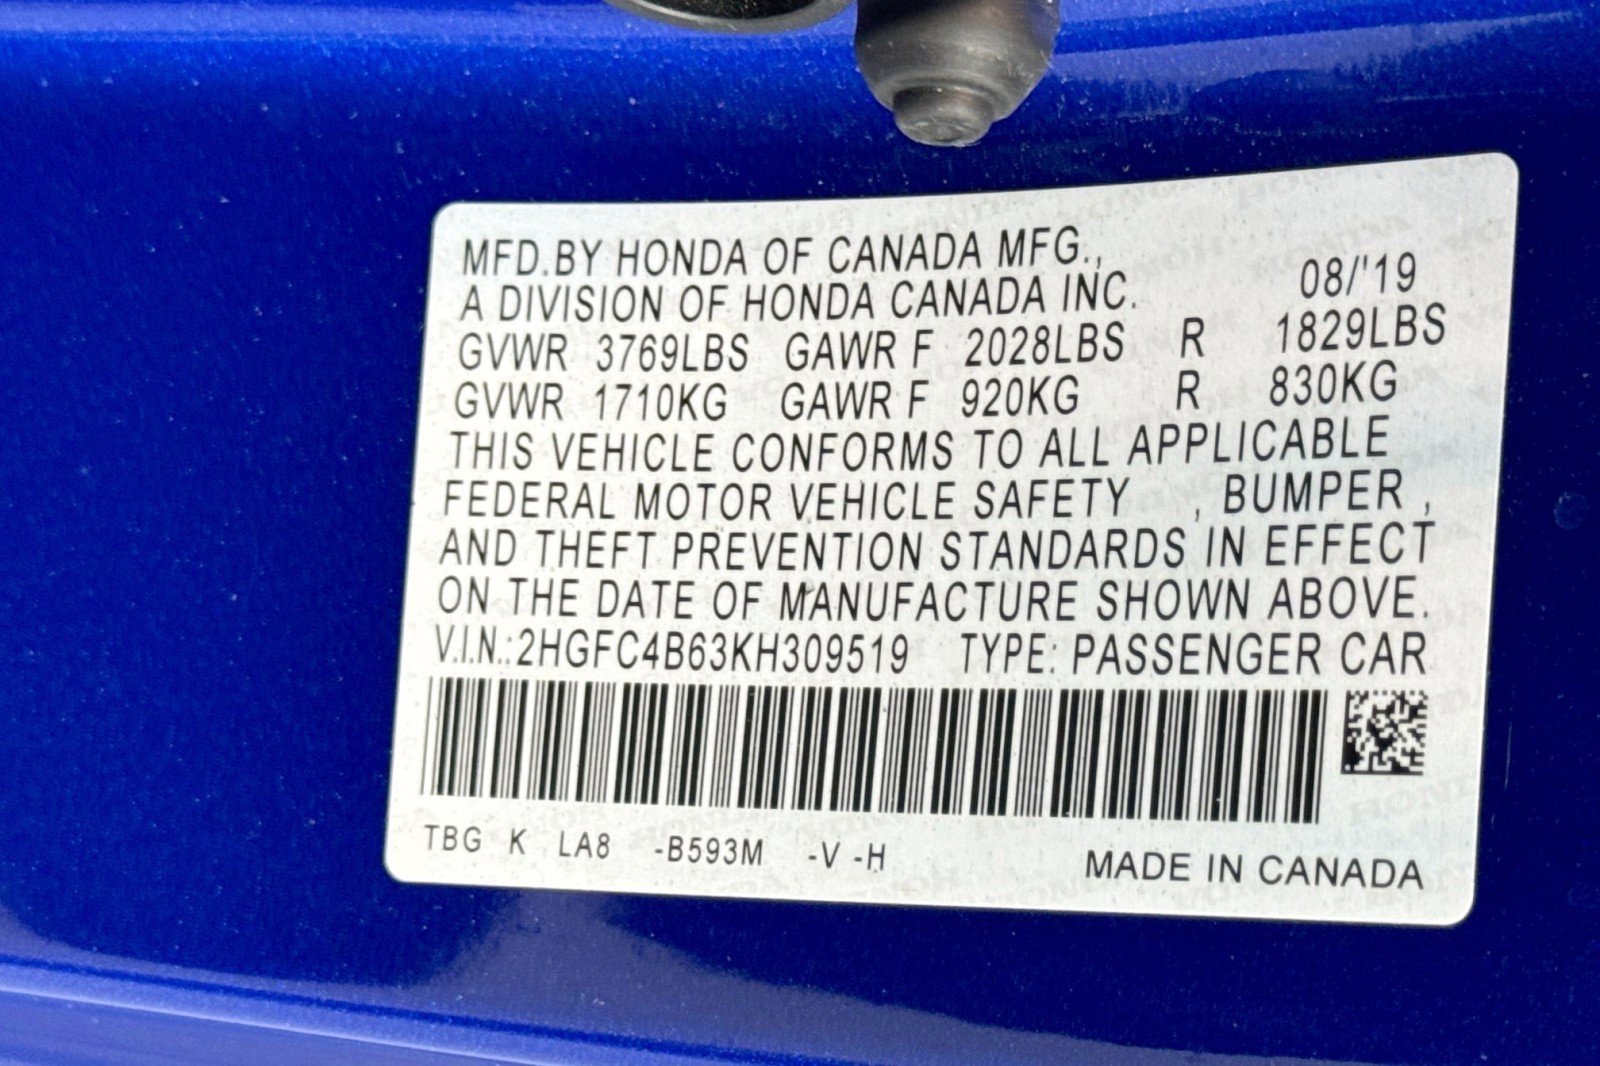 MFD.BY HONDA OF CANADA MFG.,
A DIVISION OF HONDA CANADA INC. 08/'19
GVWR 3769LBS GAWR F 2028LBS R 1829LBS
GVWR 1710KG GAWR F 920KG R 830KG
THIS VEHICLE CONFORMS TO ALL APPLICABLE
FEDERAL MOTOR VEHICLE SAFETY , BUMPER ,
AND THEFT PREVENTION STANDARDS IN EFFECT
ON THE DATE OF MANUFACTURE SHOWN ABOVE.
V.I.N.:2HGFC4B63KH309519 TYPE: PASSENGER CAR
TBG K LA8 -B593M -V -H
MADE IN CANADA